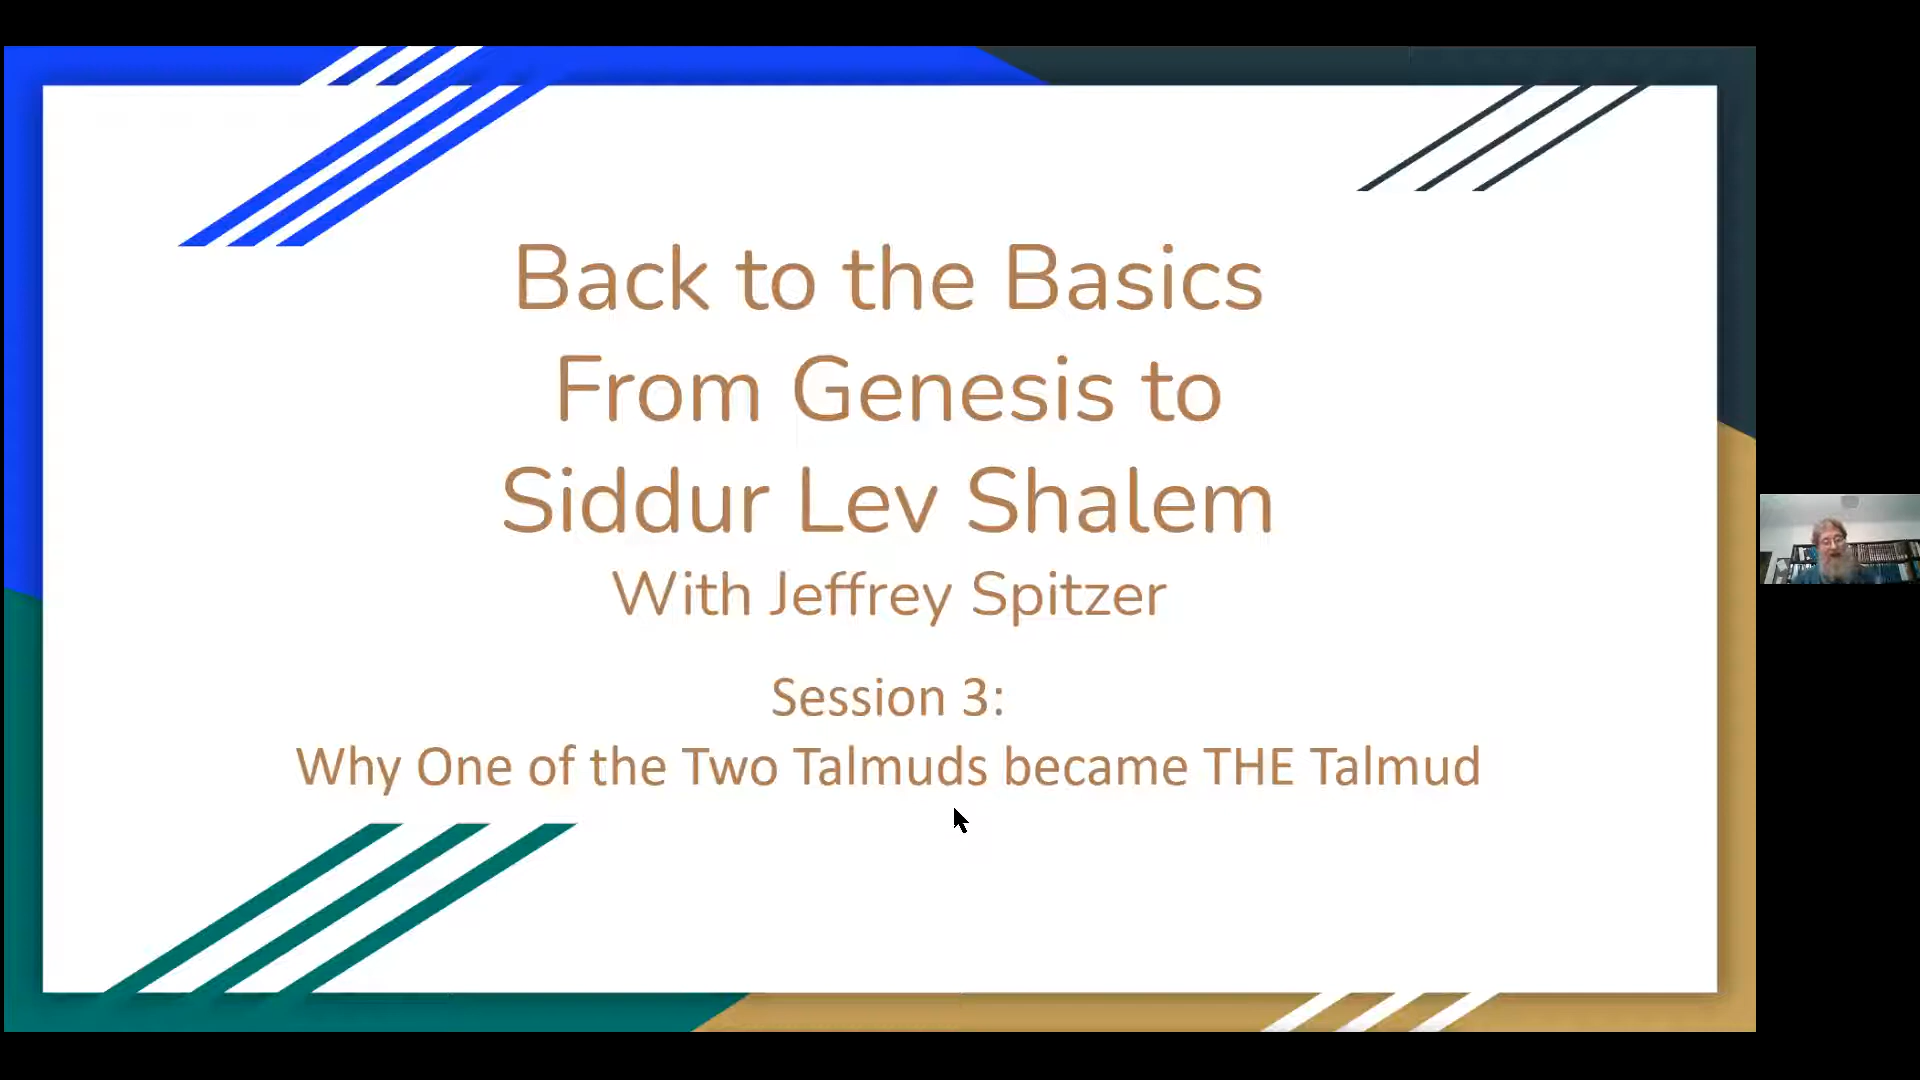 Back to the Basics
From Genesis to
Siddur Lev Shalem
With Jeffrey Spitzer
Session 3:
Why One of the Two Talmuds became THE Talmud